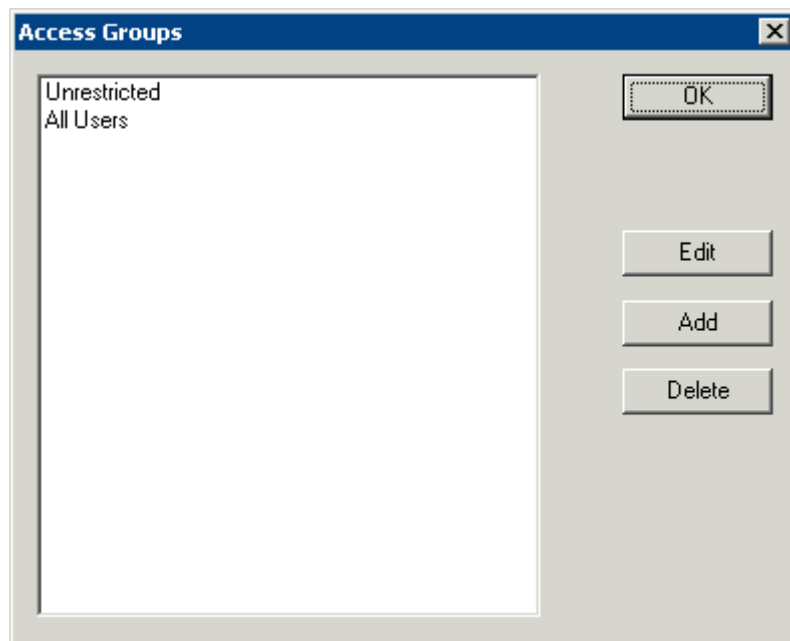 Access Groups
Unrestricted
All Users
OK
Edit
Add
Delete